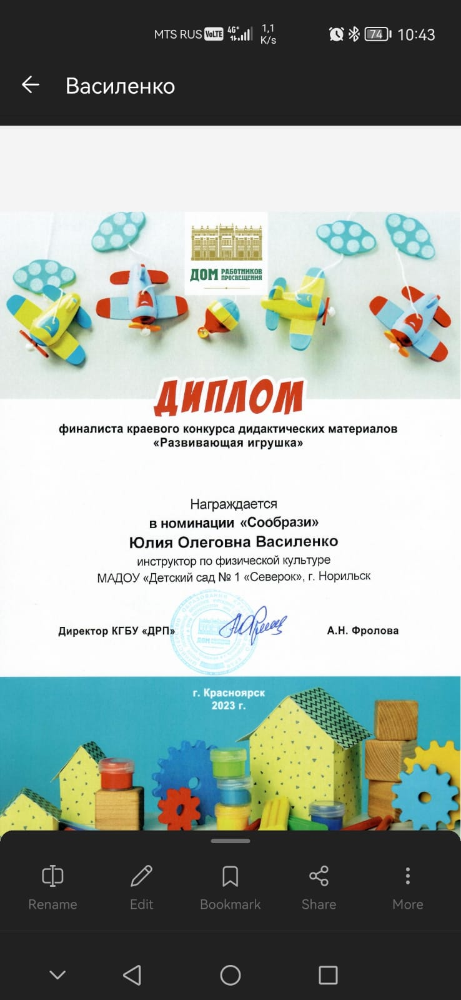 MTS RUS VoLTE 4G+ 1,1 K/s 74 10:43
Василенко
ДОМ РАБОТНИКОВ ПРОСВЕЩЕНИЯ
ДИПЛОМ
финалиста краевого конкурса дидактических материалов
«Развивающая игрушка»
Награждается
в номинации «Сообрази»
Юлия Олеговна Василенко
инструктор по физической культуре
МАДОУ «Детский сад № 1 «Северок», г. Норильск
Директор КГБУ «ДРП»
А.Н. Фролова
г. Красноярск
2023 г.
Rename Edit Bookmark Share More